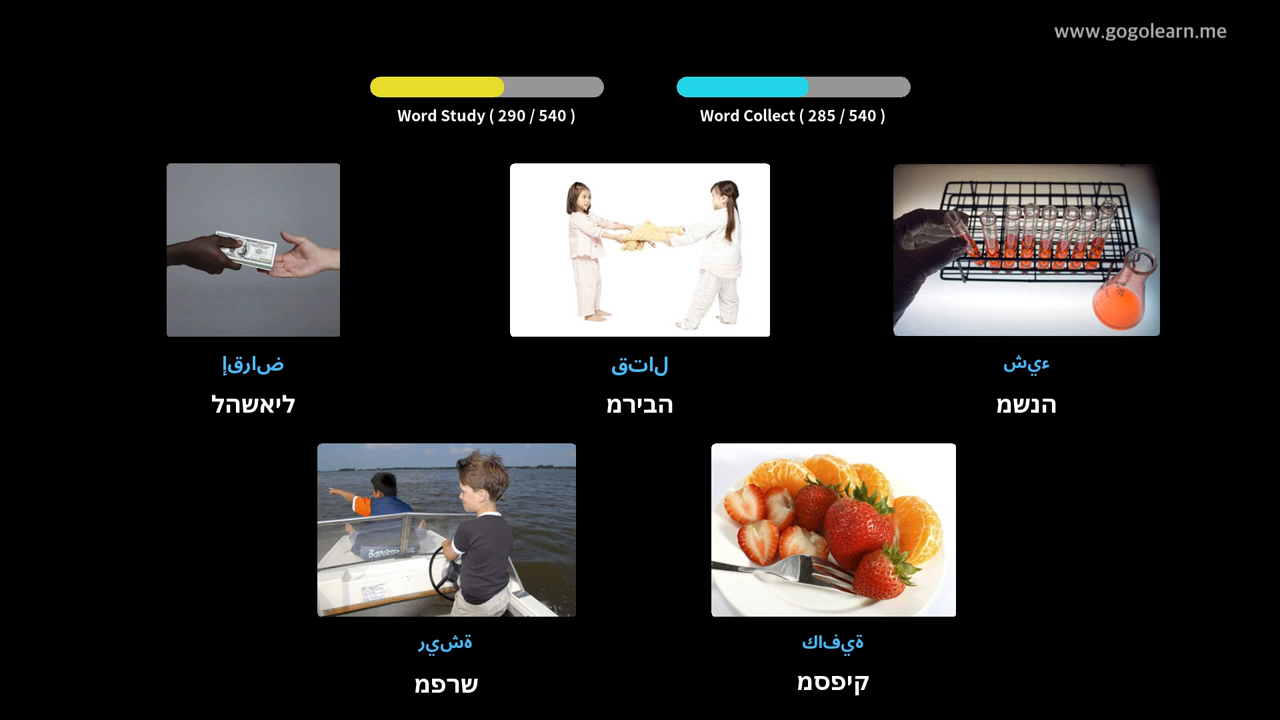 www.gogolearn.me
Word Study ( 290 / 540 )
Word Collect ( 285 / 540 )
ضارقإ
ליאשהל
لاتق
הבירמ
ءيش
הנשמ
ةشير
שרפמ
ةيفاك
קיפסמ